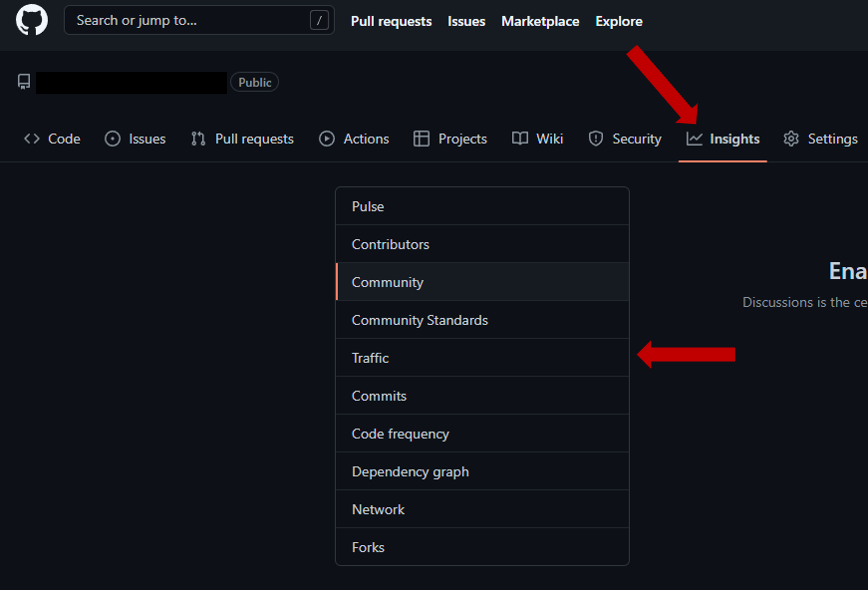 Search or jump to... / Pull requests Issues Marketplace Explore
Public
Code Issues Pull requests Actions Projects Wiki Security Insights Settings
Pulse
Contributors
Community
Ena
Community Standards
Discussions is the ce
Traffic
Commits
Code frequency
Dependency graph
Network
Forks